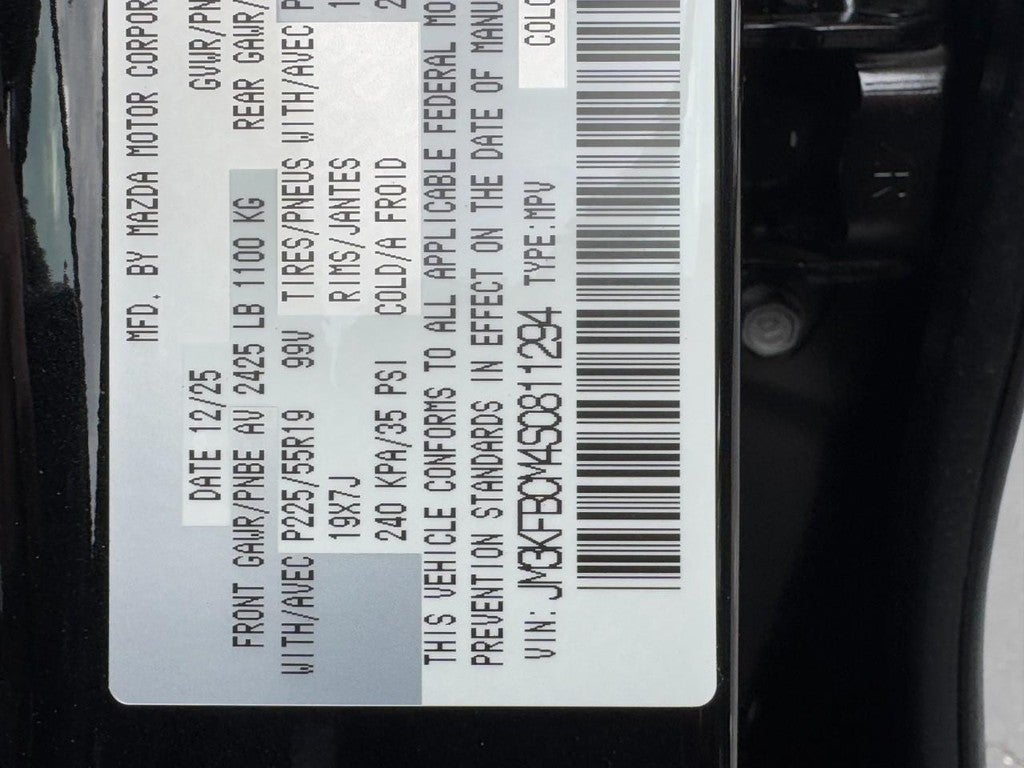 MFD. BY MAZDA MOTOR CORPOR
DATE 12/25 GVWR/PN
FRONT GAWR/PNBE AV 2425 LB 1100 KG REAR GAWR/
WITH/AVEC P225/55R19 99V TIRES/PNEUS WITH/AVEC P
19X7J RIMS/JANTES 1
240 KPA/35 PSI COLD/A FROID 2
THIS VEHICLE CONFORMS TO ALL APPLICABLE FEDERAL MO
PREVENTION STANDARDS IN EFFECT ON THE DATE OF MANU
VIN: JM3KFBCM4S0811294 TYPE:MPV COLO